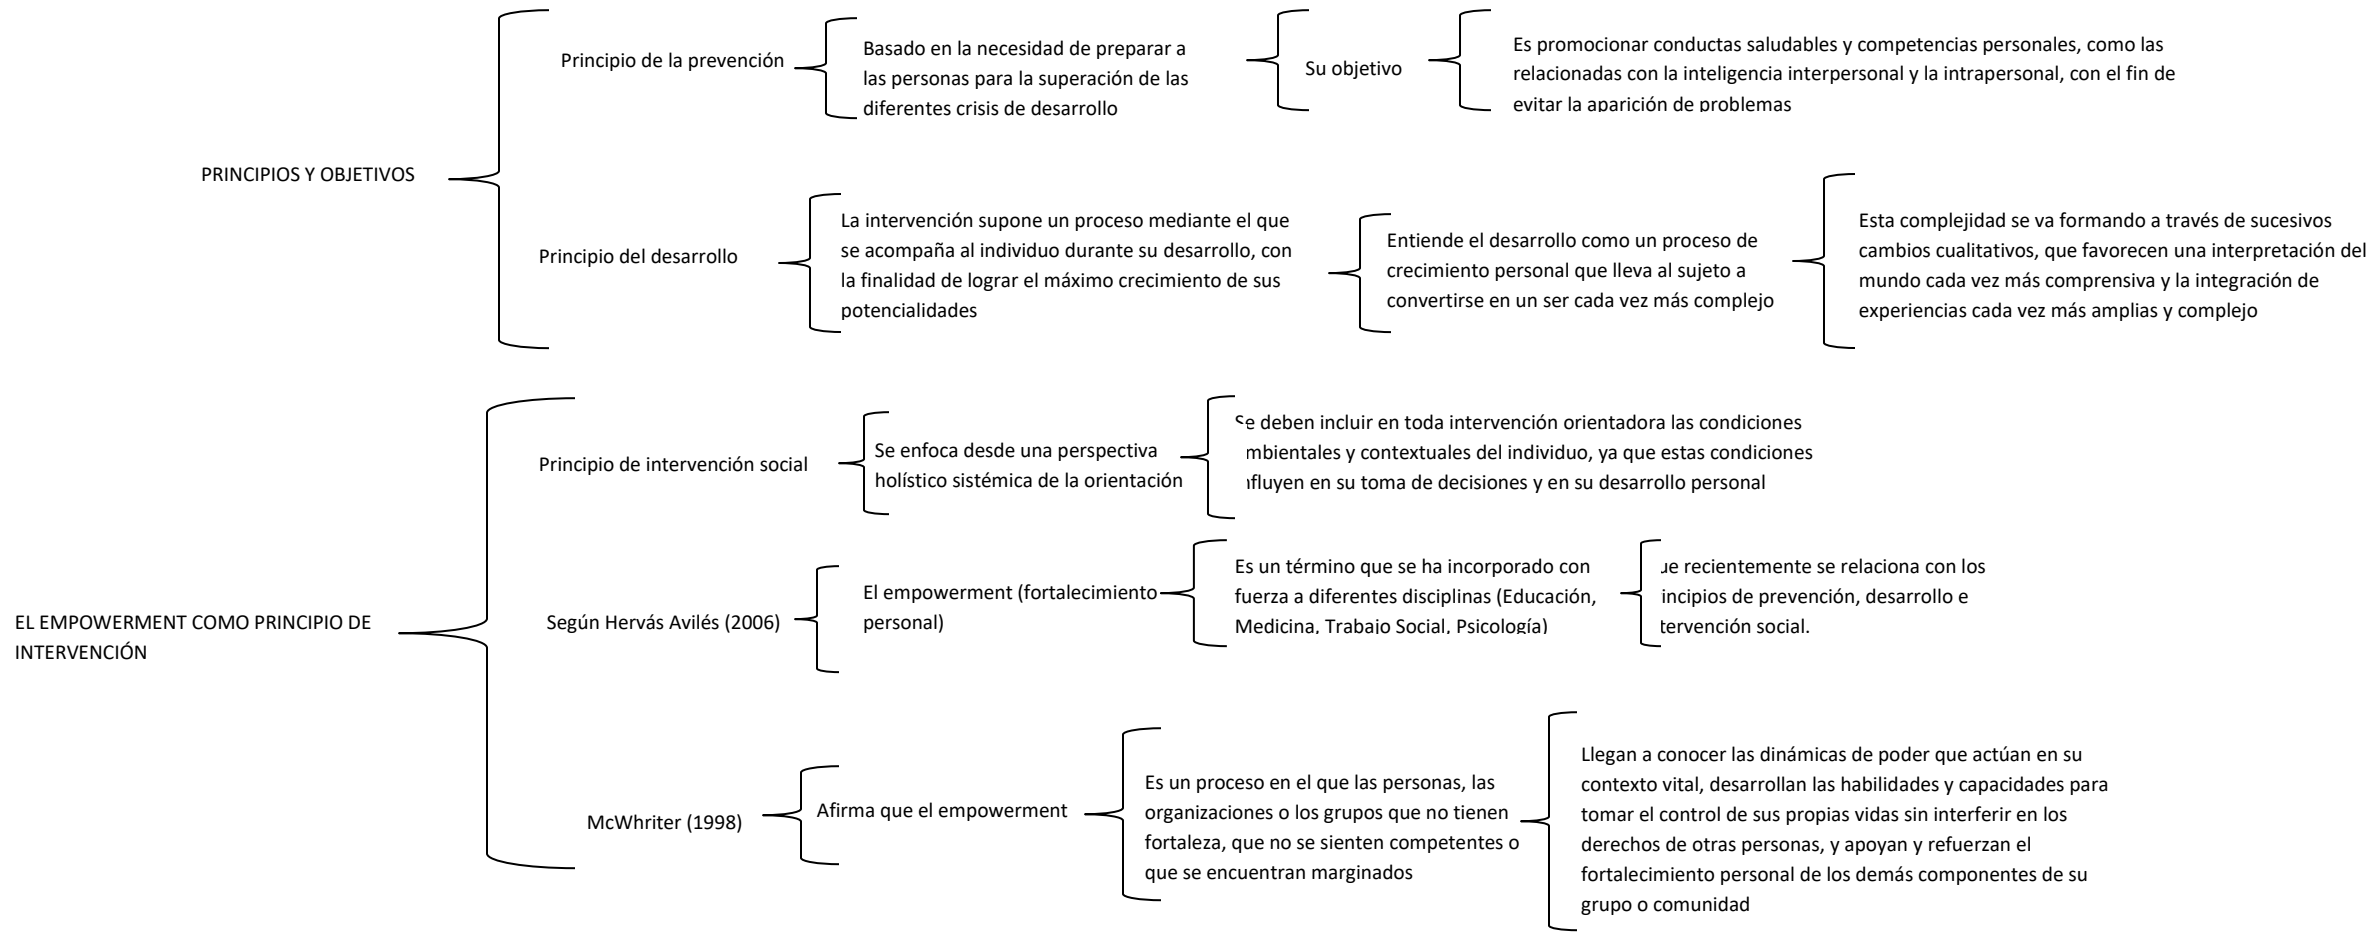 PRINCIPIOS Y OBJETIVOS
Principio de la prevención
Basado en la necesidad de preparar a
las personas para la superación de las
diferentes crisis de desarrollo
Su objetivo
Es promocionar conductas saludables y competencias personales, como las
relacionadas con la inteligencia interpersonal y la intrapersonal, con el fin de
evitar la aparición de problemas
Principio del desarrollo
La intervención supone un proceso mediante el que
se acompaña al individuo durante su desarrollo, con
la finalidad de lograr el máximo crecimiento de sus
potencialidades
Entiende el desarrollo como un proceso de
crecimiento personal que lleva al sujeto a
convertirse en un ser cada vez más complejo
Esta complejidad se va formando a través de sucesivos
cambios cualitativos, que favorecen una interpretación del
mundo cada vez más comprensiva y la integración de
experiencias cada vez más amplias y complejo
EL EMPOWERMENT COMO PRINCIPIO DE
INTERVENCIÓN
Principio de intervención social
Se enfoca desde una perspectiva
holístico sistémica de la orientación
Se deben incluir en toda intervención orientadora las condiciones
mbientales y contextuales del individuo, ya que estas condiciones
nfluyen en su toma de decisiones y en su desarrollo personal
Según Hervás Avilés (2006)
El empowerment (fortalecimiento
personal)
Es un término que se ha incorporado con
fuerza a diferentes disciplinas (Educación,
Medicina, Trabajo Social, Psicología)
ue recientemente se relaciona con los
incipios de prevención, desarrollo e
tervención social.
McWhriter (1998)
Afirma que el empowerment
Es un proceso en el que las personas, las
organizaciones o los grupos que no tienen
fortaleza, que no se sienten competentes o
que se encuentran marginados
Llegan a conocer las dinámicas de poder que actúan en su
contexto vital, desarrollan las habilidades y capacidades para
tomar el control de sus propias vidas sin interferir en los
derechos de otras personas, y apoyan y refuerzan el
fortalecimiento personal de los demás componentes de su
grupo o comunidad